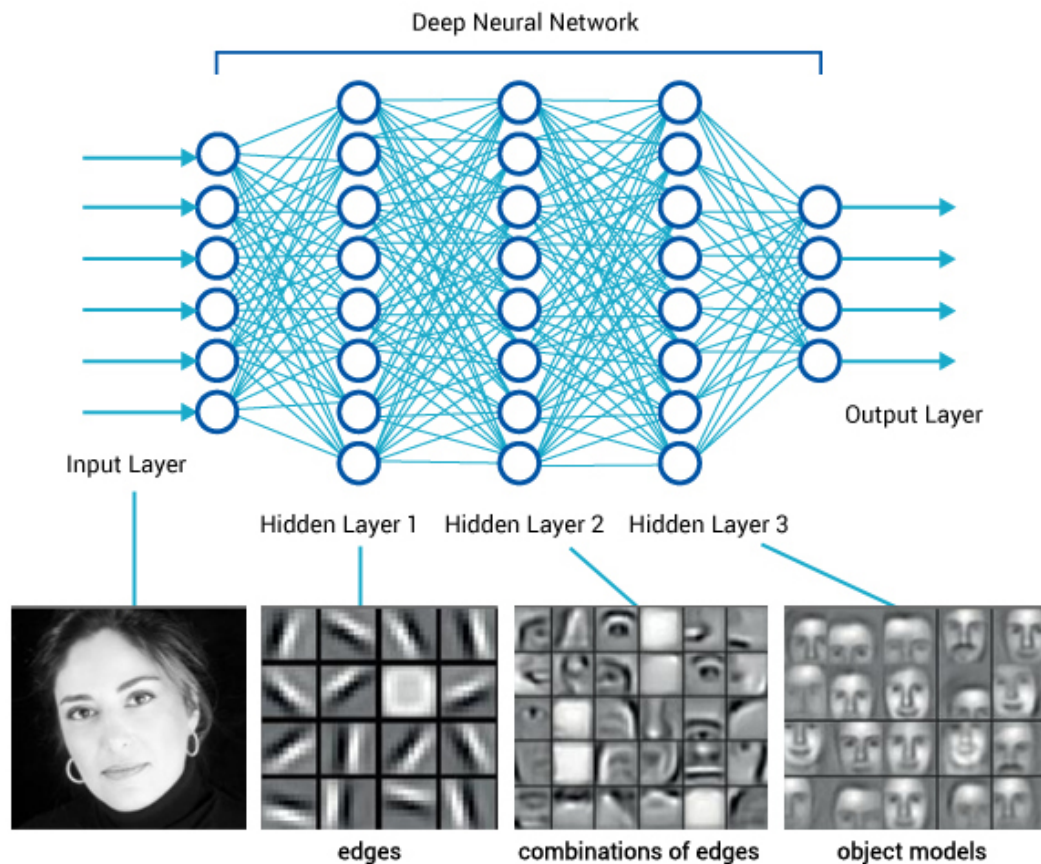 Deep Neural Network
Output Layer
Input Layer
Hidden Layer 1
Hidden Layer 2
Hidden Layer 3
edges
combinations of edges
object models